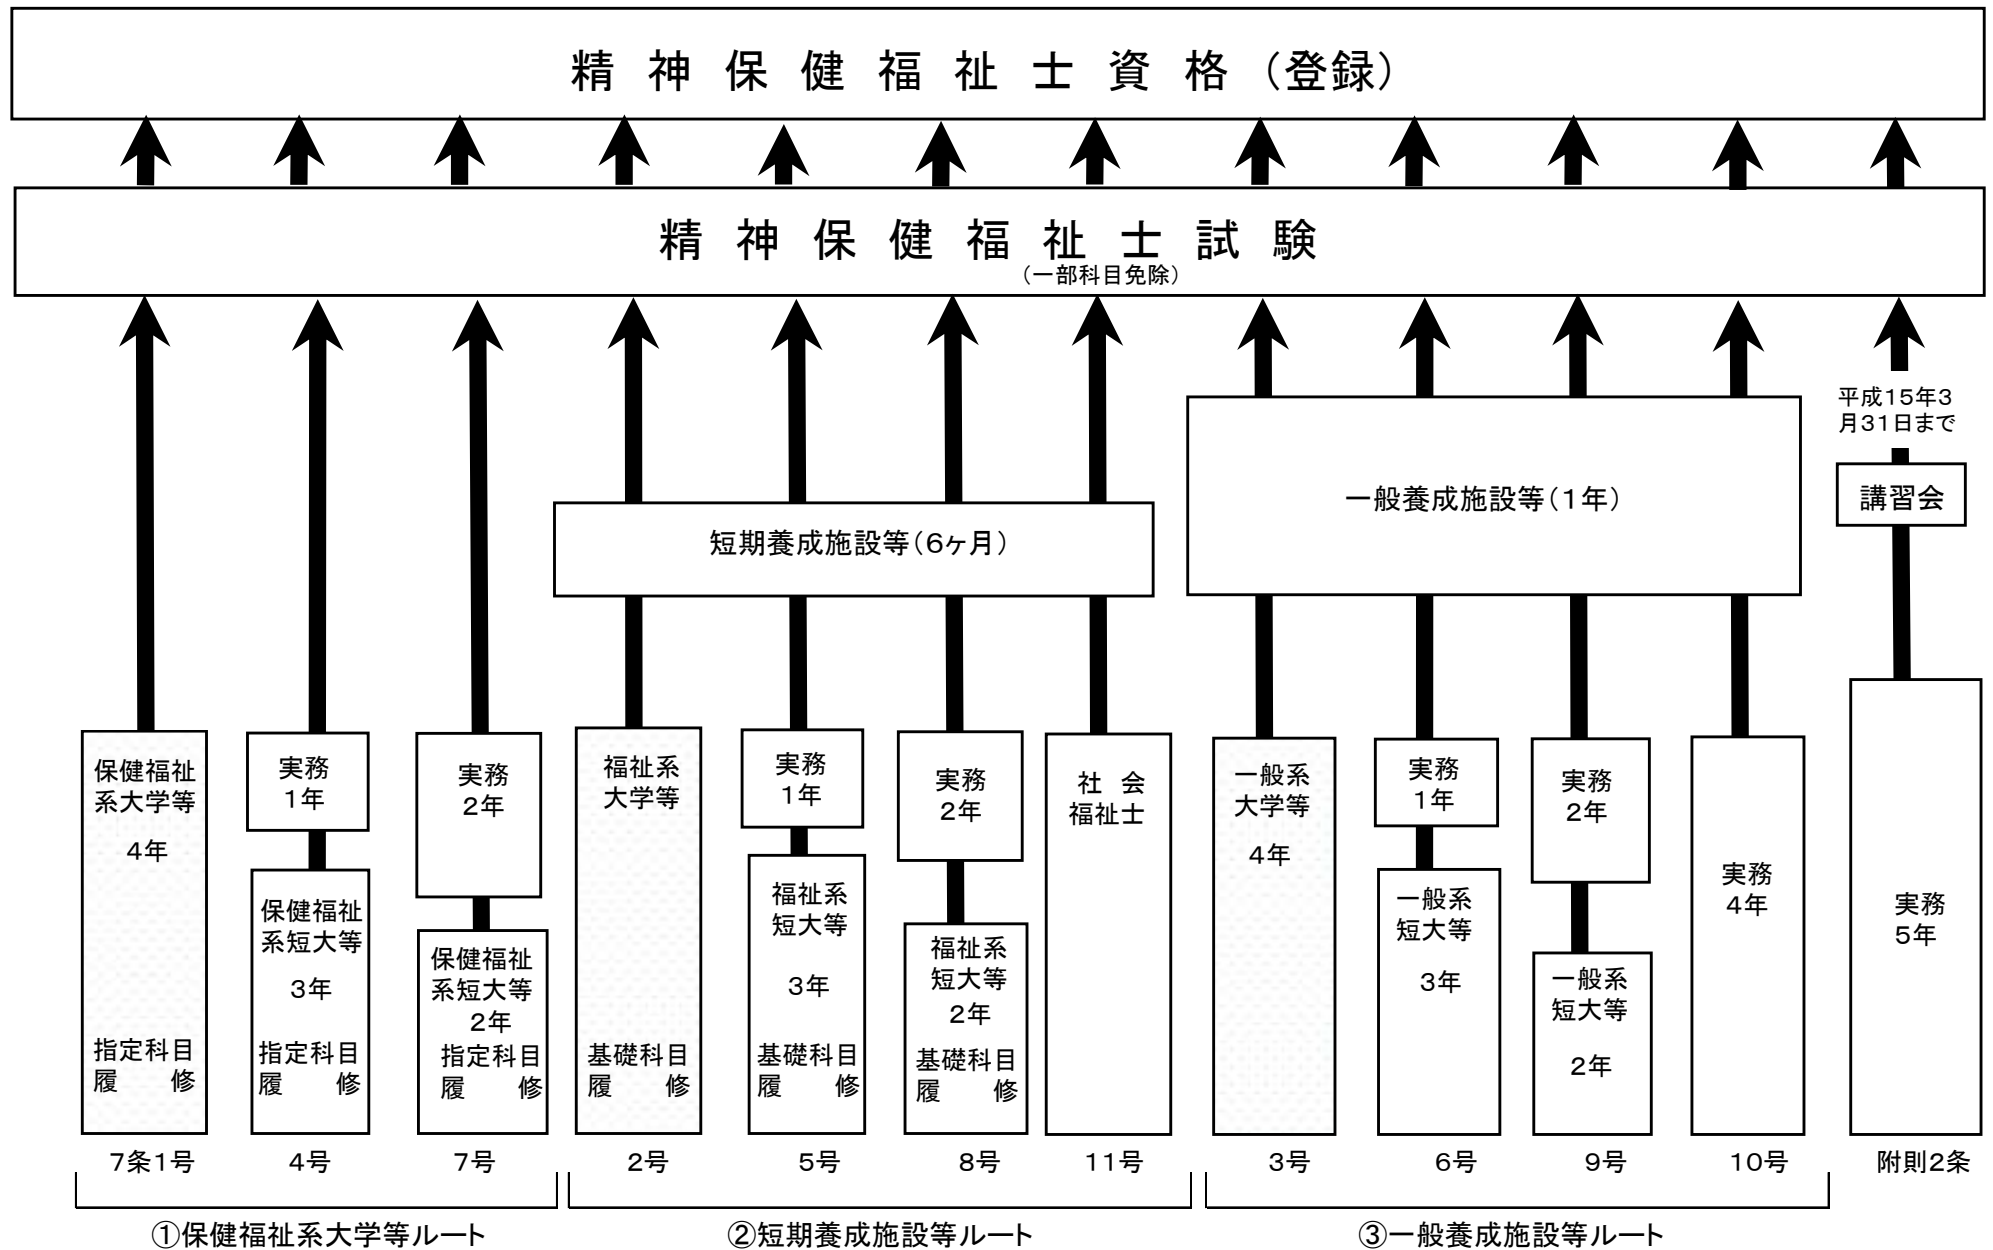 精神保健福祉士資格（登録）
精神保健福祉士試験
（一部科目免除）
平成15年3
月31日まで
講習会
一般養成施設等（1年）
短期養成施設等（6ヶ月）
保健福祉
系大学等
4年
指定科目
履　修
実務
1年
保健福祉
系短大等
3年
指定科目
履　修
実務
2年
保健福祉
系短大等
2年
指定科目
履　修
福祉系
大学等
基礎科目
履　修
実務
1年
福祉系
短大等
3年
基礎科目
履　修
実務
2年
福祉系
短大等
2年
基礎科目
履　修
社　会
福祉士
一般系
大学等
4年
実務
1年
一般系
短大等
3年
実務
2年
一般系
短大等
2年
実務
4年
実務
5年
7条1号
4号
7号
2号
5号
8号
11号
3号
6号
9号
10号
附則2条
①保健福祉系大学等ルート
②短期養成施設等ルート
③一般養成施設等ルート